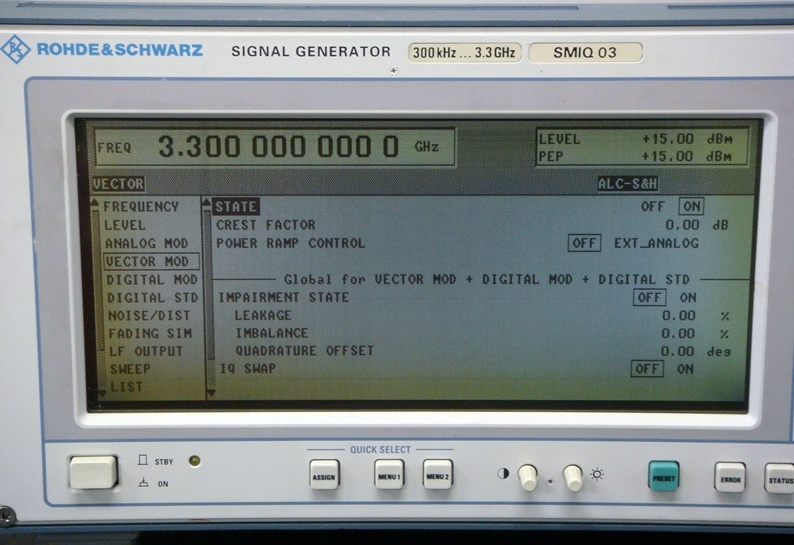 R&S ROHDE&SCHWARZ SIGNAL GENERATOR 300 kHz ... 3.3 GHz SMIQ 03
FREQ 3.300 000 000 0 GHz LEVEL +15.00 dBm
PEP +15.00 dBm
VECTOR ALC-S&H
FREQUENCY STATE OFF ON
LEVEL CREST FACTOR 0.00 dB
ANALOG MOD POWER RAMP CONTROL OFF EXT_ANALOG
VECTOR MOD
DIGITAL MOD Global for VECTOR MOD + DIGITAL MOD + DIGITAL STD
DIGITAL STD IMPAIRMENT STATE OFF ON
NOISE/DIST LEAKAGE 0.00 %
FADING SIM IMBALANCE 0.00 %
LF OUTPUT QUADRATURE OFFSET 0.00 deg
SWEEP IQ SWAP OFF ON
LIST
QUICK SELECT
STBY
ON
ASSIGN MENU 1 MENU 2 PRESET ERROR STATUS